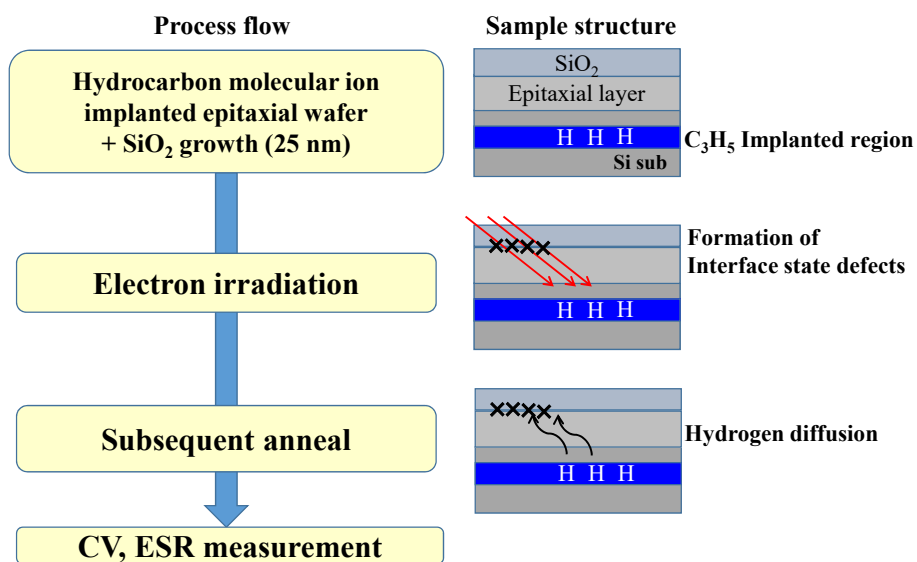 Process flow
Sample structure
Hydrocarbon molecular ion
implanted epitaxial wafer
+ SiO₂ growth (25 nm)
SiO₂
Epitaxial layer
H H H
Si sub
C₃H₅ Implanted region
Electron irradiation
H H H
Formation of
Interface state defects
Subsequent anneal
H H H
Hydrogen diffusion
CV, ESR measurement